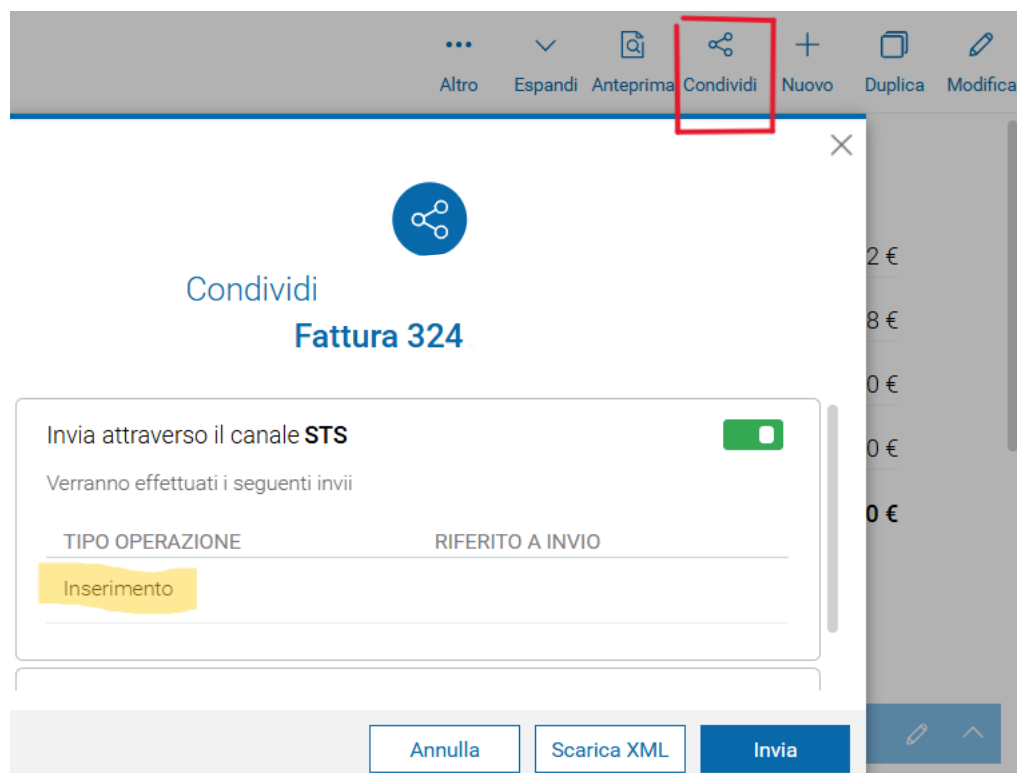 Altro Espandi Anteprima Condividi Nuovo Duplica Modifica
Condividi
Fattura 324
2 €
8 €
0 €
0 €
0 €
Invia attraverso il canale STS
Verranno effettuati i seguenti invii
TIPO OPERAZIONE RIFERITO A INVIO
Inserimento
Annulla Scarica XML Invia